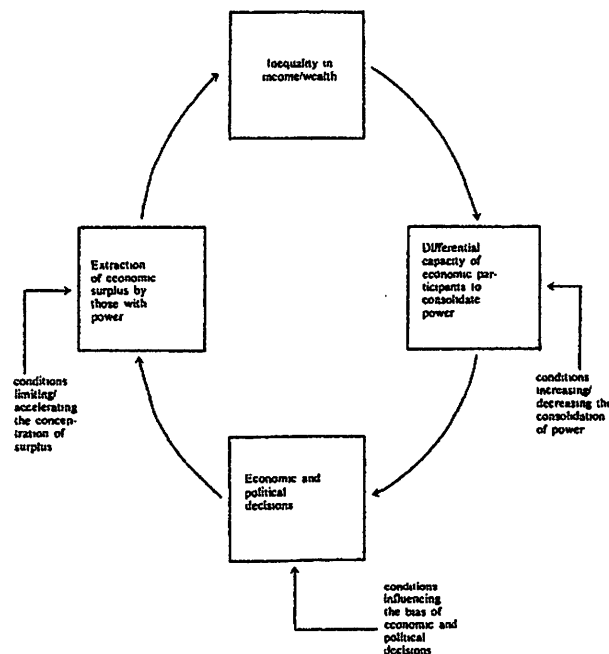 Inequality in
income/wealth
Differential
capacity of
economic par-
ticipants to
consolidate
power
conditions
increasing/
decreasing the
consolidation
of power
Economic and
political
decisions
conditions
influencing
the bias of
economic and
political
decisions
Extraction
of economic
surplus by
those with
power
conditions
limiting/
accelerating
the concen-
tration of
surplus